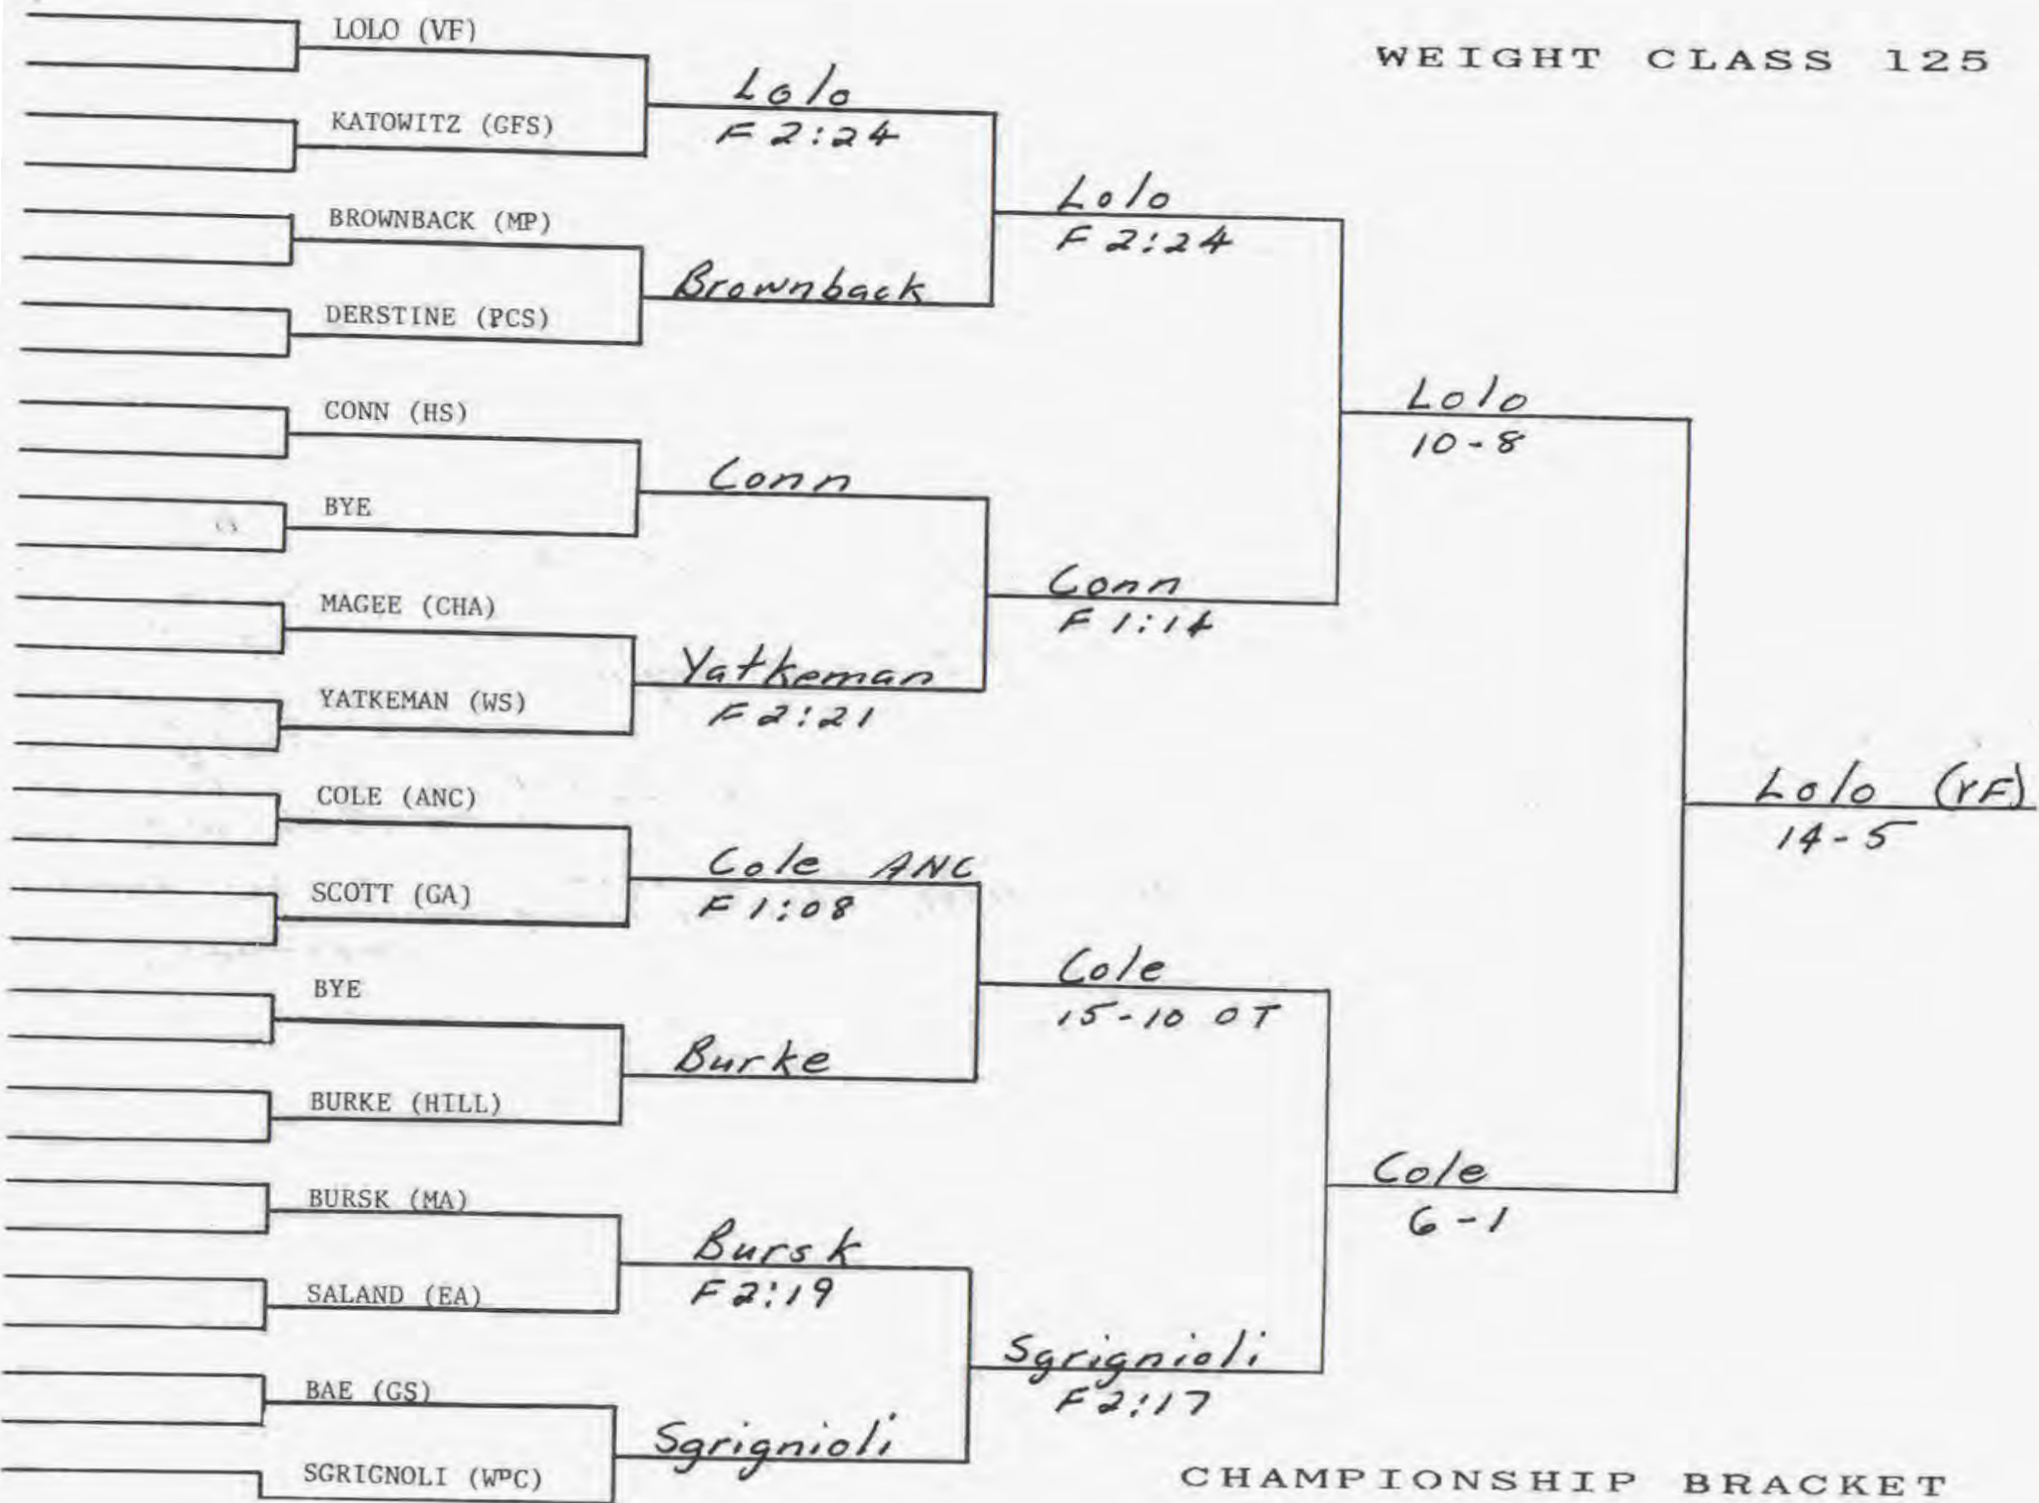 WEIGHT CLASS 125
LOLO (VF)
KATOWITZ (GFS)
BROWNBACK (MP)
DERSTINE (PCS)
CONN (HS)
BYE
MAGEE (CHA)
YATKEMAN (WS)
COLE (ANC)
SCOTT (GA)
BYE
BURKE (HILL)
BURSK (MA)
SALAND (EA)
BAE (GS)
SGRIGNOLI (WPC)
Lolo
F 2:24
Brownback
Conn
Yatkeman
F 2:21
Cole ANC
F 1:08
Burke
Bursk
F 2:19
Sgrignioli
Lolo
F 2:24
Conn
F 1:14
Cole
15-10 OT
Sgrignioli
F 2:17
Lolo
10-8
Cole
6-1
Lolo (VF)
14-5
CHAMPIONSHIP BRACKET